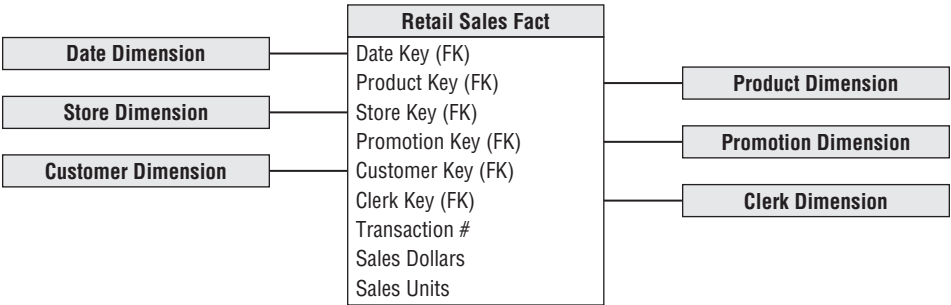 Retail Sales Fact
Date Dimension
Date Key (FK)
Product Key (FK)
Product Dimension
Store Dimension
Store Key (FK)
Promotion Key (FK)
Promotion Dimension
Customer Dimension
Customer Key (FK)
Clerk Key (FK)
Clerk Dimension
Transaction #
Sales Dollars
Sales Units